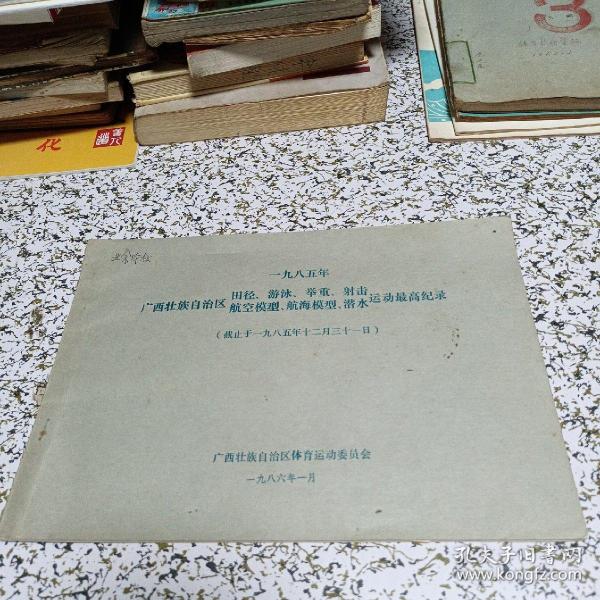 3
化
一九八五年
广西壮族自治区 田径、游泳、举重、射击 运动最高纪录
航空模型、航海模型、潜水
(截止于一九八五年十二月三十一日)
广西壮族自治区体育运动委员会
一九八六年一月
孔夫子旧书网
www.kongfz.com